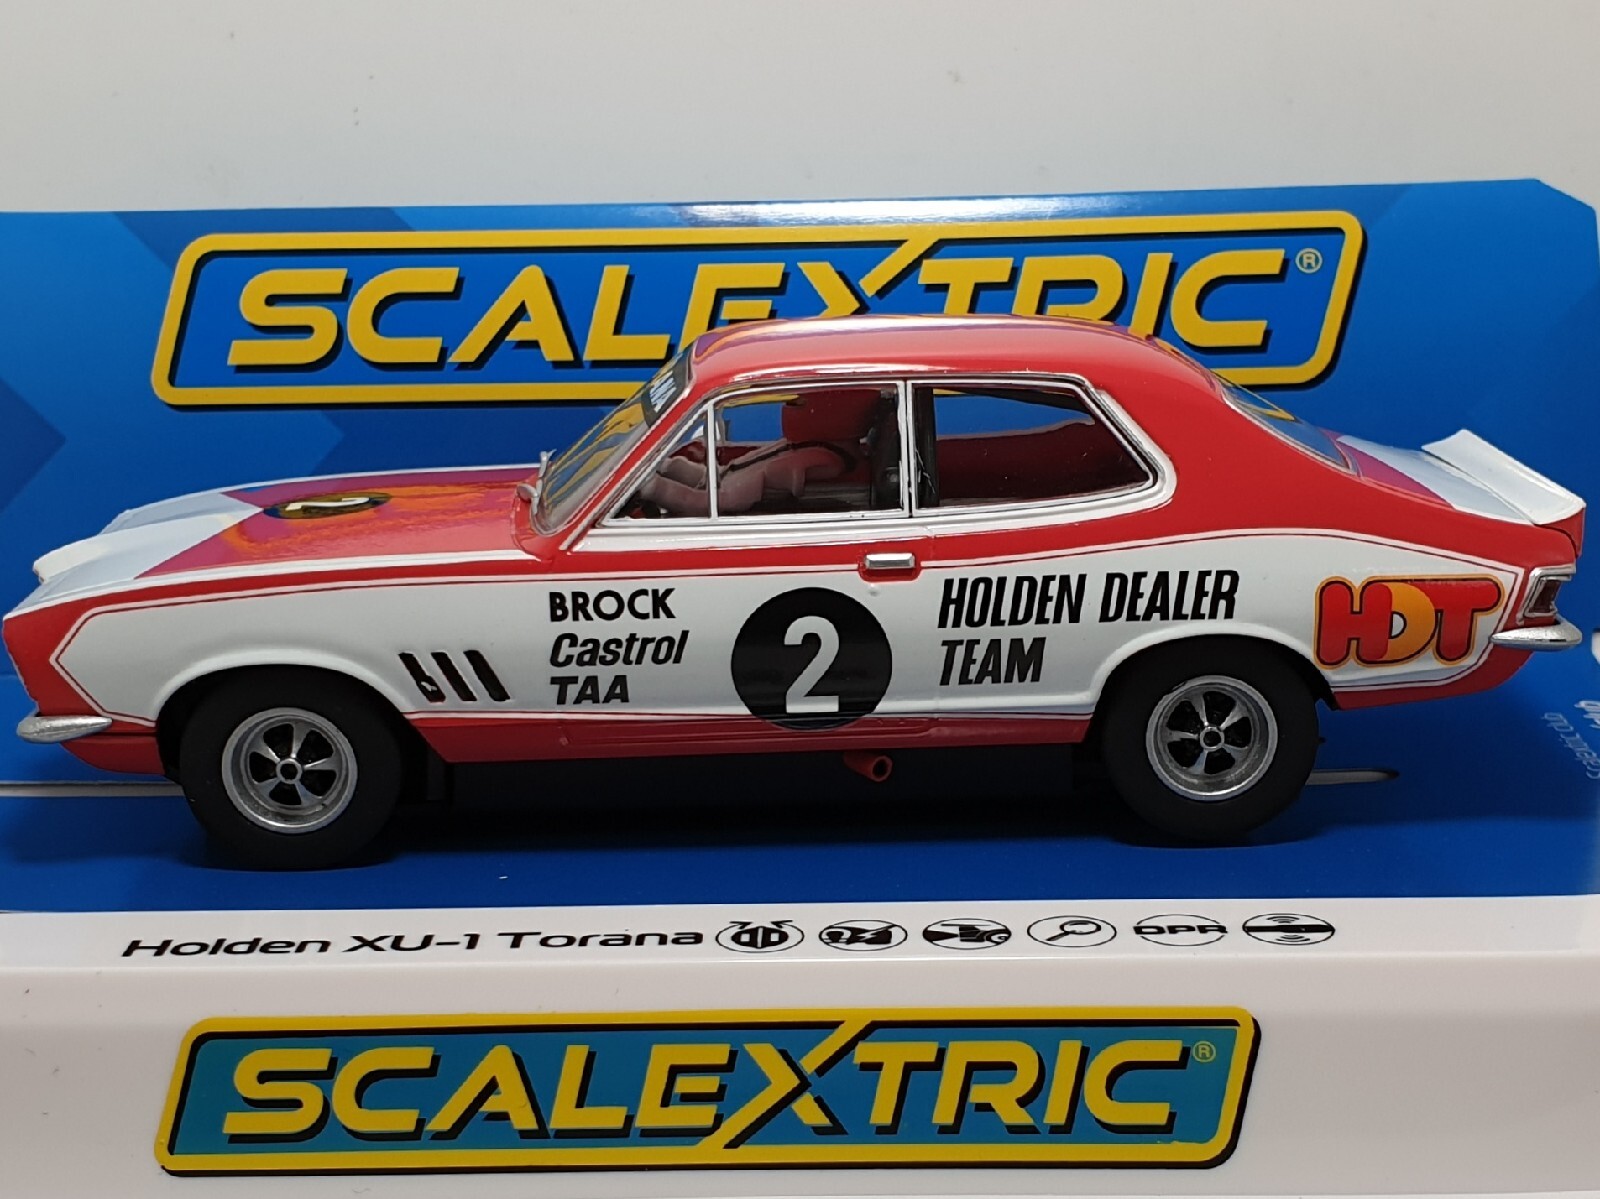 SCALEXTRIC®
BROCK
Castrol
TAA
2
HOLDEN DEALER
TEAM
HDT
Holden XU-1 Torana
DPR
SCALEXTRIC®